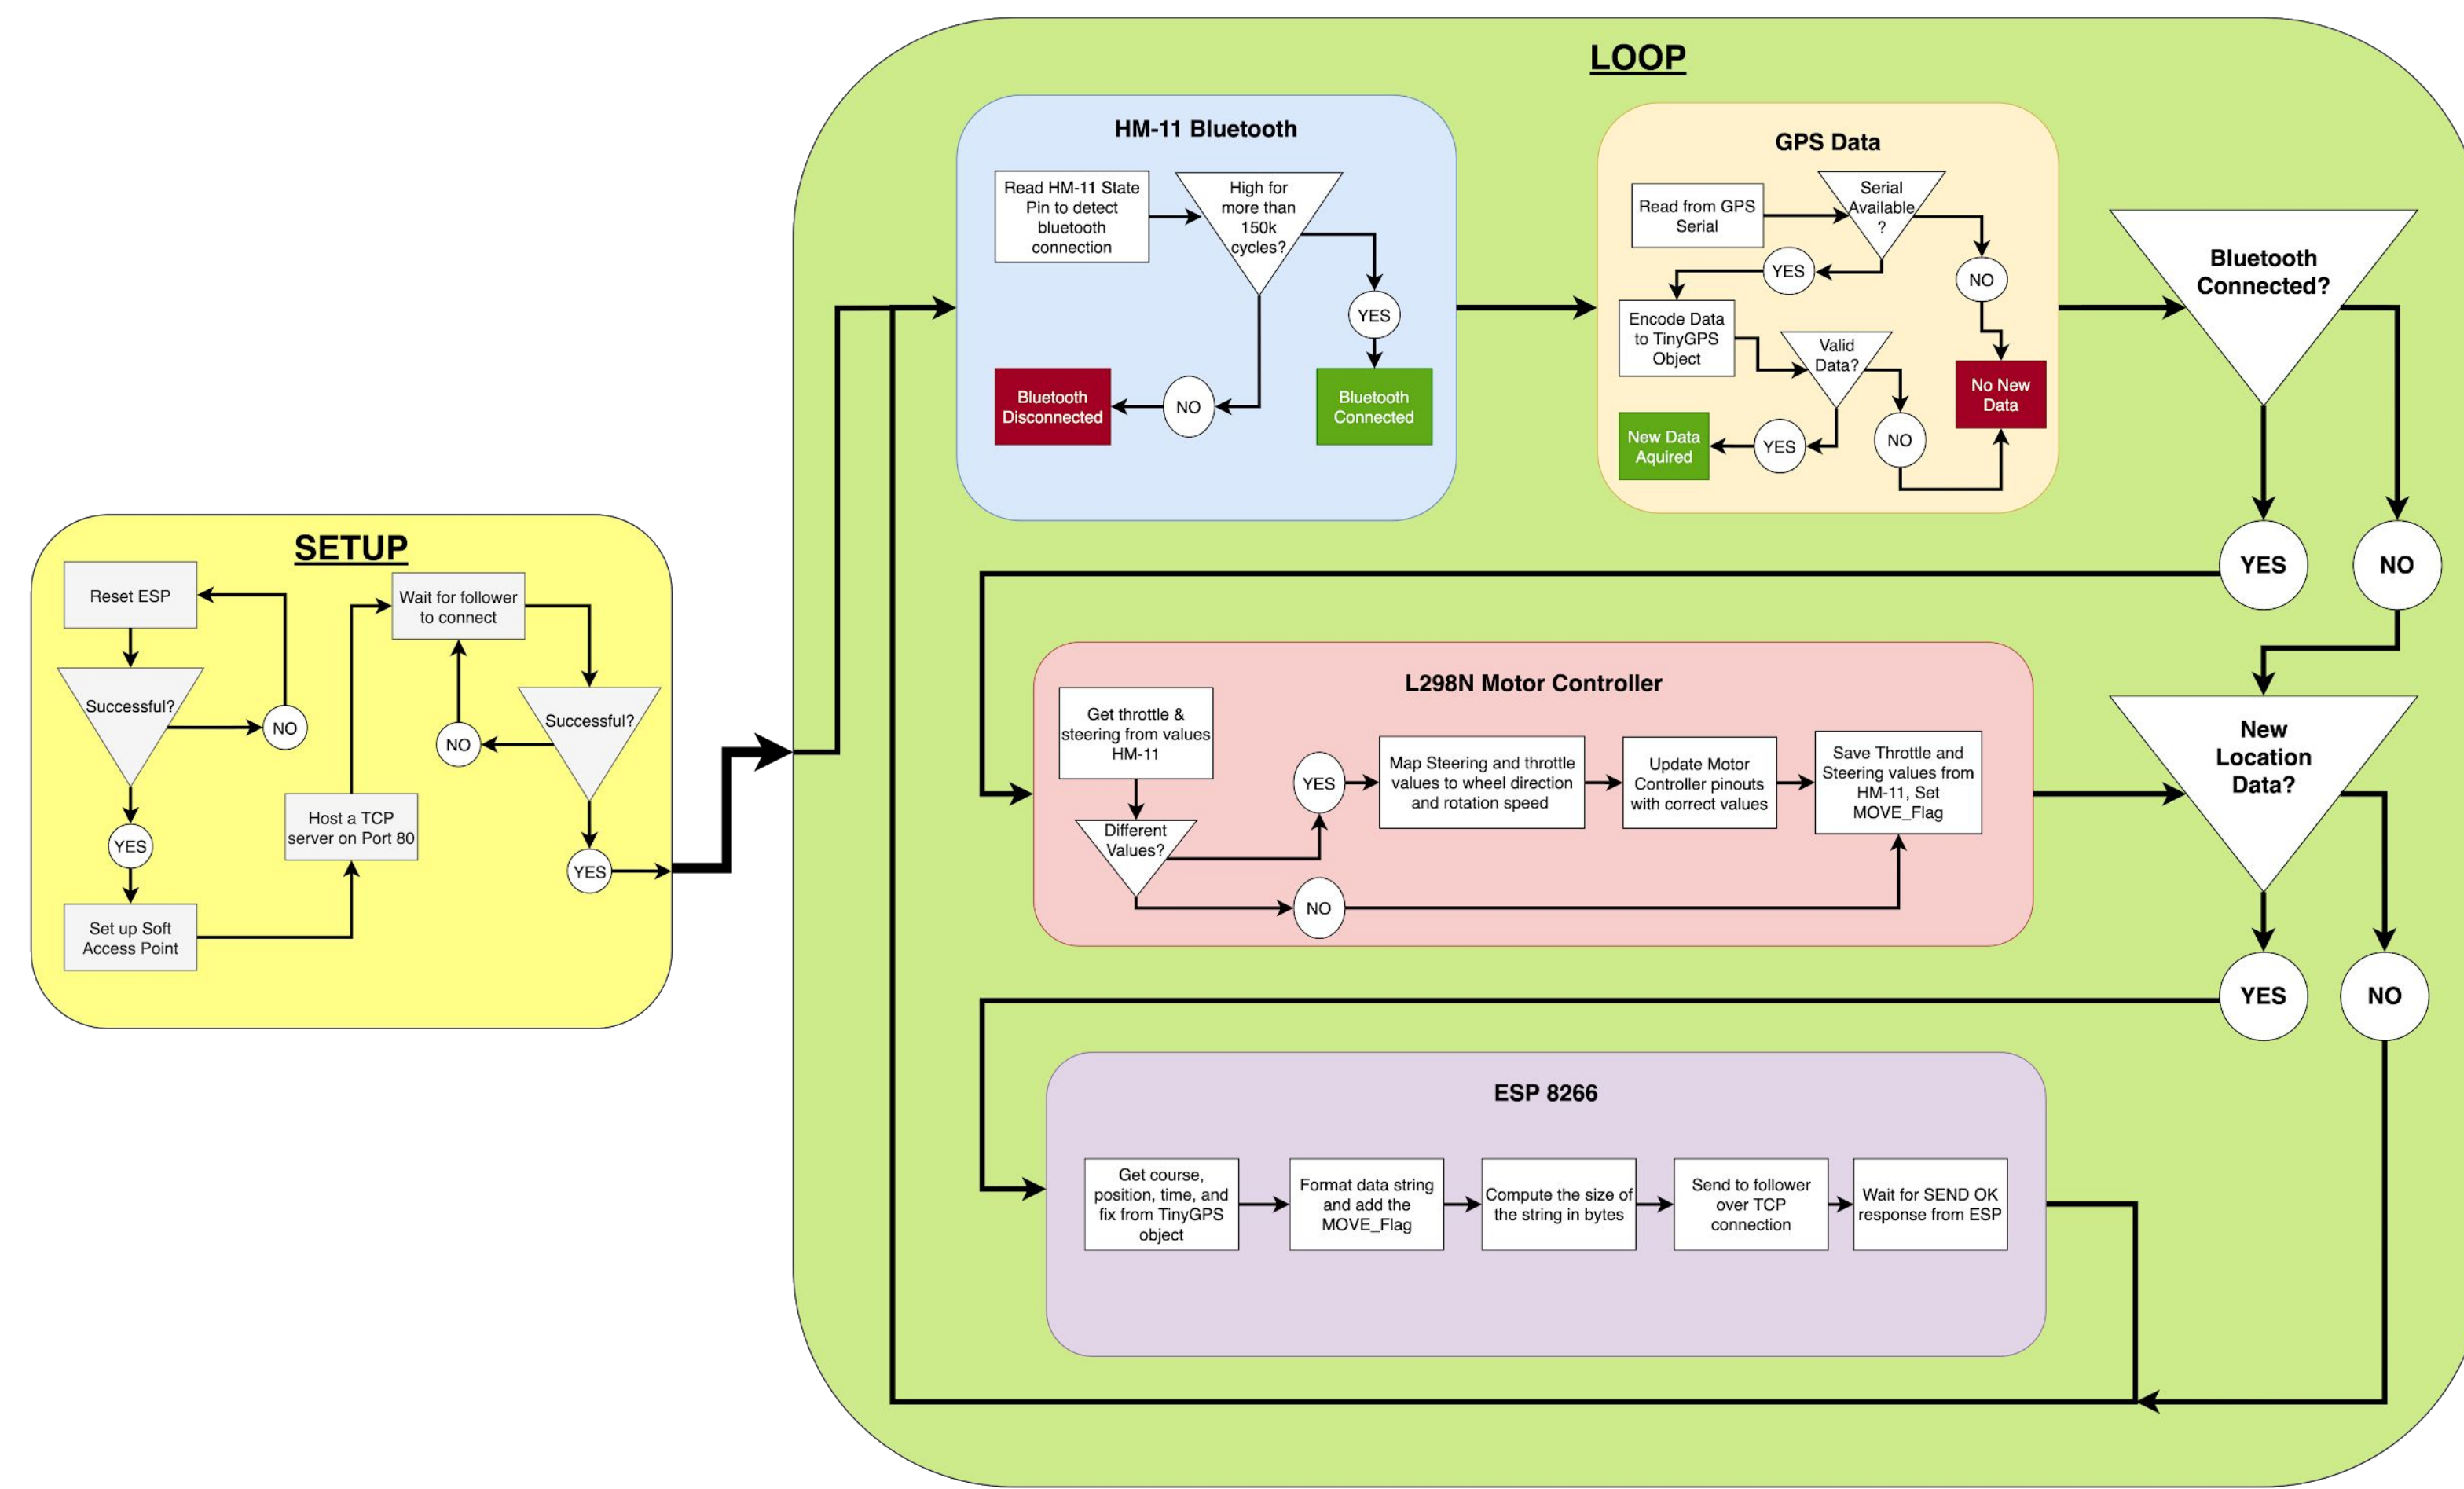 LOOP
HM-11 Bluetooth
Read HM-11 State
Pin to detect
bluetooth
connection
High for
more than
150k
cycles?
YES
Bluetooth
Disconnected
NO
Bluetooth
Connected
GPS Data
Read from GPS
Serial
Serial
Available
?
YES
NO
Encode Data
to TinyGPS
Object
Valid
Data?
No New
Data
New Data
Aquired
YES
NO
Bluetooth
Connected?
YES
NO
SETUP
Reset ESP
Successful?
NO
YES
Set up Soft
Access Point
Host a TCP
server on Port 80
Wait for follower
to connect
Successful?
NO
YES
L298N Motor Controller
Get throttle &
steering from values
HM-11
Different
Values?
YES
NO
Map Steering and throttle
values to wheel direction
and rotation speed
Update Motor
Controller pinouts
with correct values
Save Throttle and
Steering values from
HM-11, Set
MOVE_Flag
New
Location
Data?
YES
NO
ESP 8266
Get course,
position, time, and
fix from TinyGPS
object
Format data string
and add the
MOVE_Flag
Compute the size of
the string in bytes
Send to follower
over TCP
connection
Wait for SEND OK
response from ESP